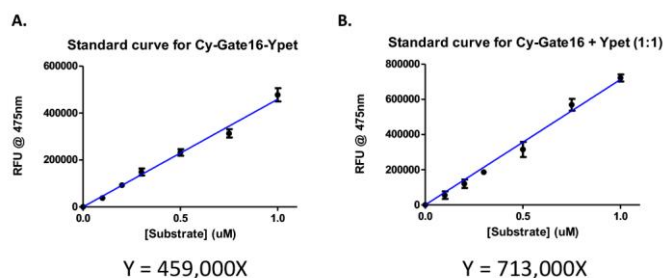 A.
Standard curve for Cy-Gate16-Ypet
600000
400000
200000
0
RFU @ 475nm
0.0 0.5 1.0
[Substrate] (uM)
Y = 459,000X
B.
Standard curve for Cy-Gate16 + Ypet (1:1)
800000
600000
400000
200000
0
RFU @ 475nm
0.0 0.5 1.0
[Substrate] (uM)
Y = 713,000X